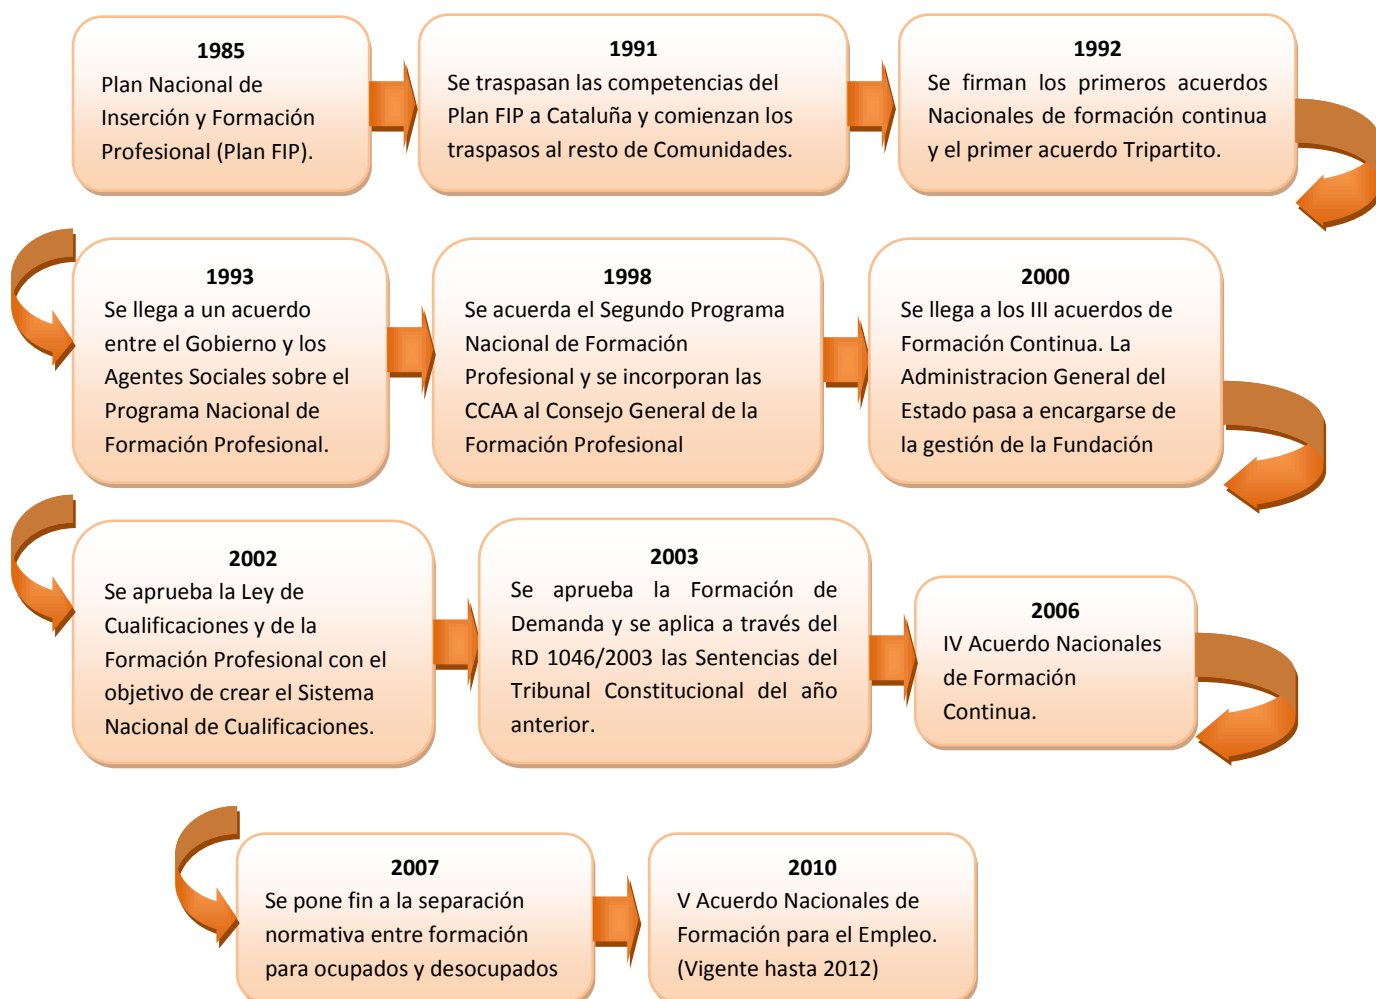 1985
Plan Nacional de
Inserción y Formación
Profesional (Plan FIP).
1991
Se traspasan las competencias del
Plan FIP a Cataluña y comienzan los
traspasos al resto de Comunidades.
1992
Se firman los primeros acuerdos
Nacionales de formación continua
y el primer acuerdo Tripartito.
1993
Se llega a un acuerdo
entre el Gobierno y los
Agentes Sociales sobre el
Programa Nacional de
Formación Profesional.
1998
Se acuerda el Segundo Programa
Nacional de Formación
Profesional y se incorporan las
CCAA al Consejo General de la
Formación Profesional
2000
Se llega a los III acuerdos de
Formación Continua. La
Administracion General del
Estado pasa a encargarse de
la gestión de la Fundación
2002
Se aprueba la Ley de
Cualificaciones y de la
Formación Profesional con el
objetivo de crear el Sistema
Nacional de Cualificaciones.
2003
Se aprueba la Formación de
Demanda y se aplica a través del
RD 1046/2003 las Sentencias del
Tribunal Constitucional del año
anterior.
2006
IV Acuerdo Nacionales
de Formación
Continua.
2007
Se pone fin a la separación
normativa entre formación
para ocupados y desocupados
2010
V Acuerdo Nacionales de
Formación para el Empleo.
(Vigente hasta 2012)